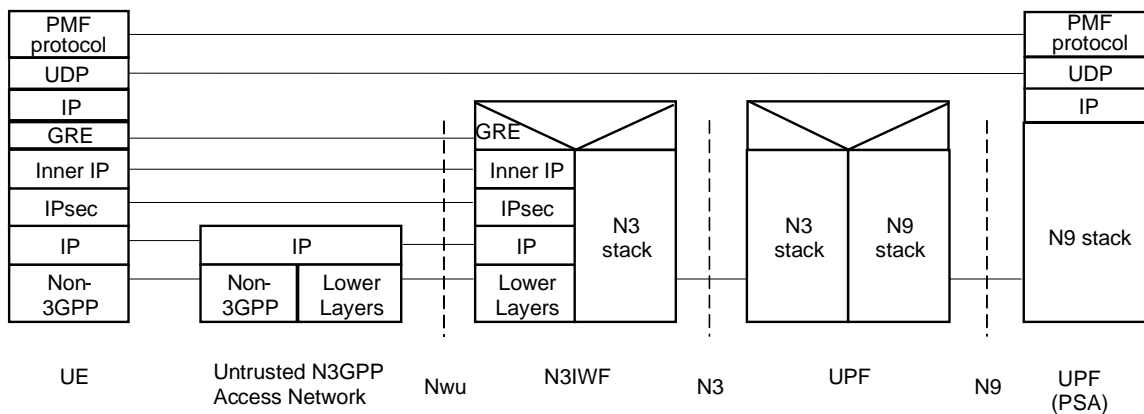 PMF
protocol
UDP
IP
GRE
Inner IP
IPsec
IP
Non-
3GPP
UE
IP
Non-
3GPP
Lower
Layers
Untrusted N3GPP
Access Network
Nwu
GRE
Inner IP
IPsec
IP
Lower
Layers
N3
stack
N3IWF
N3
N3
stack
N9
stack
UPF
N9
PMF
protocol
UDP
IP
N9 stack
UPF
(PSA)